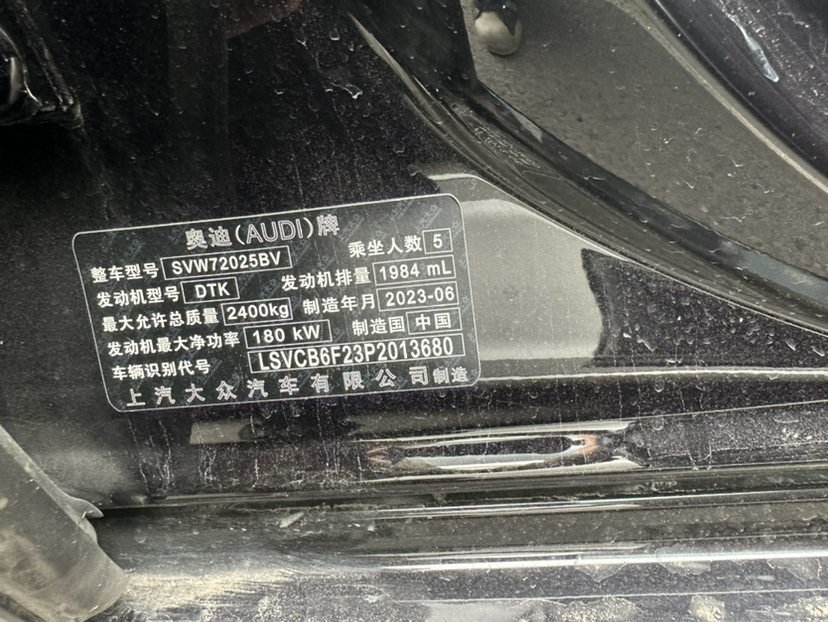 奥迪(AUDI)牌
整车型号 SVW72025BV 乘坐人数 5
发动机型号 DTK 发动机排量 1984 mL
最大允许总质量 2400kg 制造年月 2023-06
发动机最大净功率 180 kW 制造国 中国
车辆识别代号 LSVCB6F23P2013680
上汽大众汽车有限公司制造